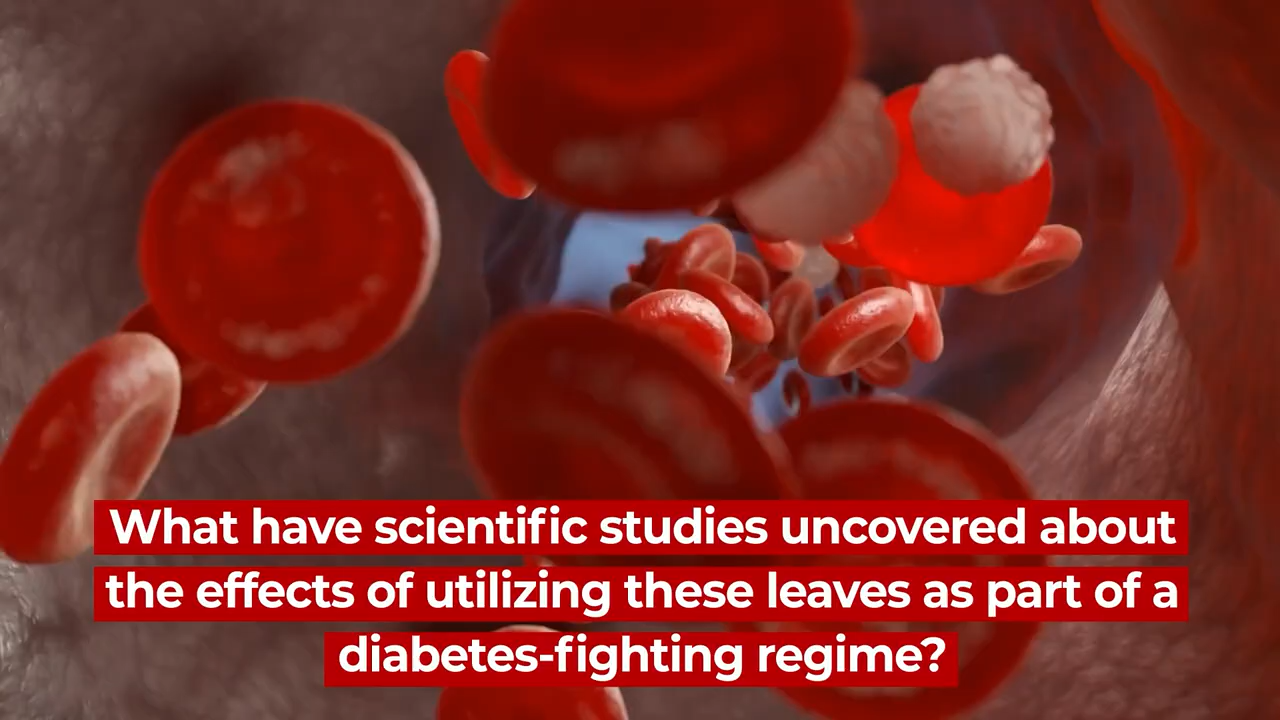 What have scientific studies uncovered about
the effects of utilizing these leaves as part of a
diabetes-fighting regime?